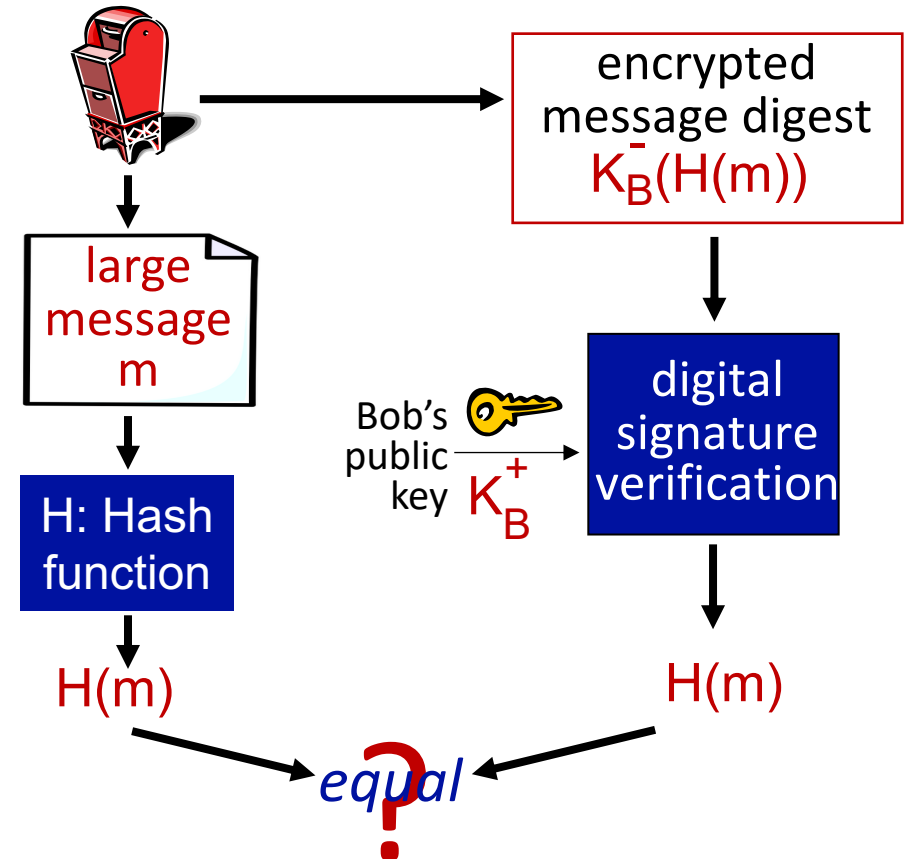 encrypted
message digest
K_B^-(H(m))
large
message
m
Bob’s
public
key
K_B^+
digital
signature
verification
H: Hash
function
H(m)
H(m)
equal
?